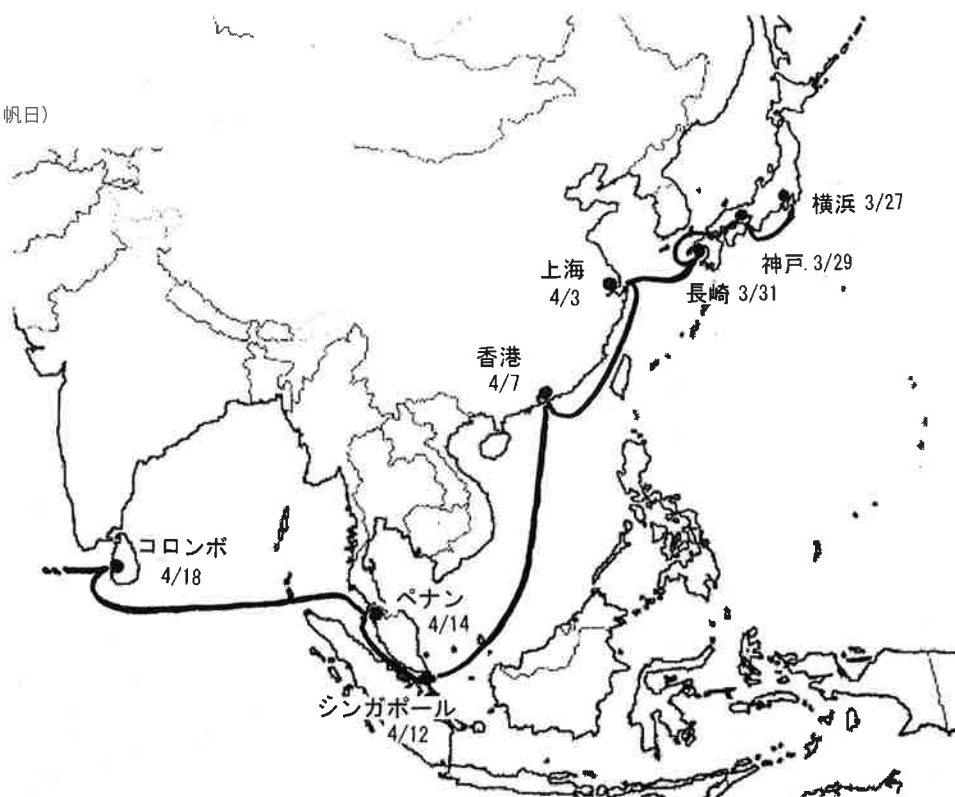 帆日)
横浜 3/27
神戸.3/29
長崎 3/31
上海
4/3
香港
4/7
コロンボ
4/18
ペナン
4/14
シンガポール
4/12